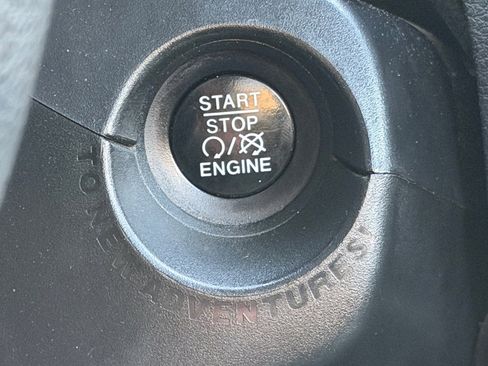 START
STOP
ENGINE
TO NEW ADVENTURES!